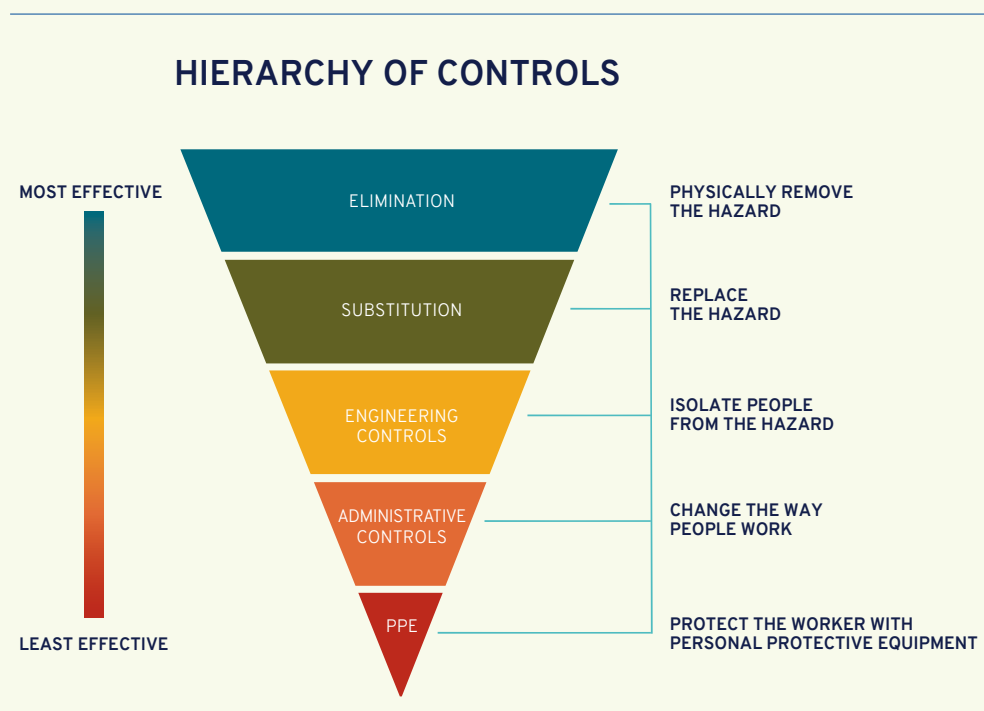 HIERARCHY OF CONTROLS
MOST EFFECTIVE
ELIMINATION
PHYSICALLY REMOVE
THE HAZARD
SUBSTITUTION
REPLACE
THE HAZARD
ENGINEERING
CONTROLS
ISOLATE PEOPLE
FROM THE HAZARD
ADMINISTRATIVE
CONTROLS
CHANGE THE WAY
PEOPLE WORK
PPE
PROTECT THE WORKER WITH
PERSONAL PROTECTIVE EQUIPMENT
LEAST EFFECTIVE